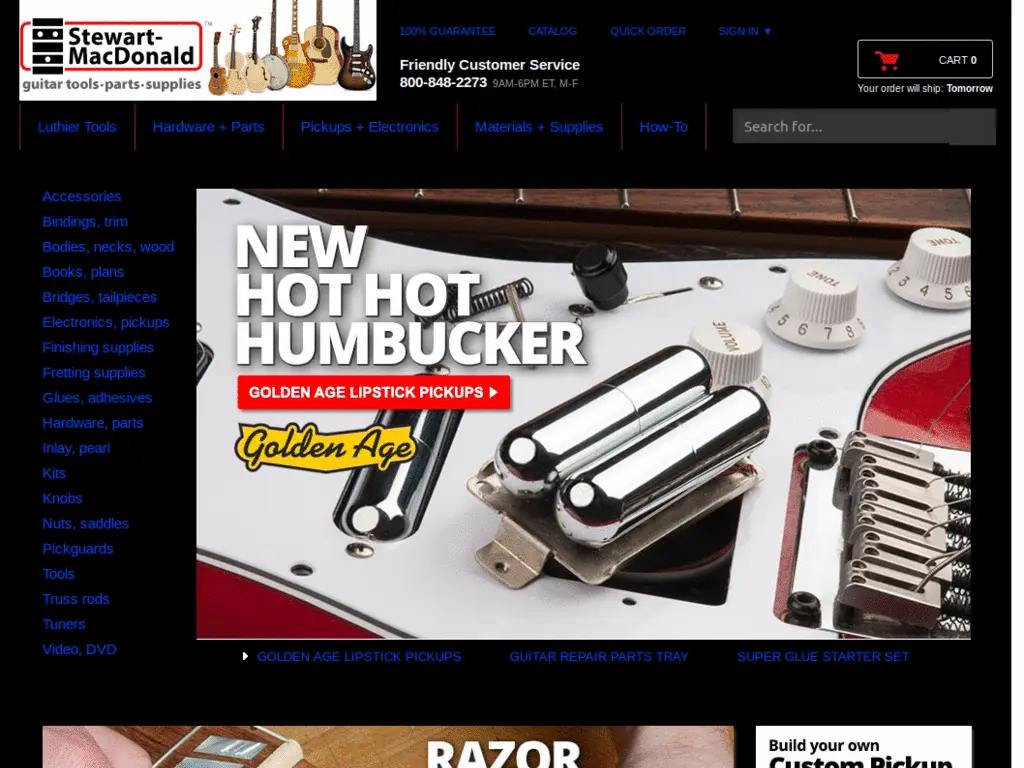 Stewart-
MacDonald™
guitar tools·parts·supplies
100% GUARANTEE
CATALOG
QUICK ORDER
SIGN IN ▼
Friendly Customer Service
800-848-2273 9AM-6PM ET, M-F
CART 0
Your order will ship: Tomorrow
Luthier Tools
Hardware + Parts
Pickups + Electronics
Materials + Supplies
How-To
Search for...
Accessories
Bindings, trim
Bodies, necks, wood
Books, plans
Bridges, tailpieces
Electronics, pickups
Finishing supplies
Fretting supplies
Glues, adhesives
Hardware, parts
Inlay, pearl
Kits
Knobs
Nuts, saddles
Pickguards
Tools
Truss rods
Tuners
Video, DVD
NEW
HOT HOT
HUMBUCKER
GOLDEN AGE LIPSTICK PICKUPS
Golden Age
TONE
3 4 5 6
TONE
5 6 7 8
VOLUME
GOLDEN AGE LIPSTICK PICKUPS
GUITAR REPAIR PARTS TRAY
SUPER GLUE STARTER SET
RAZOR
Build your own
Custom Pickup